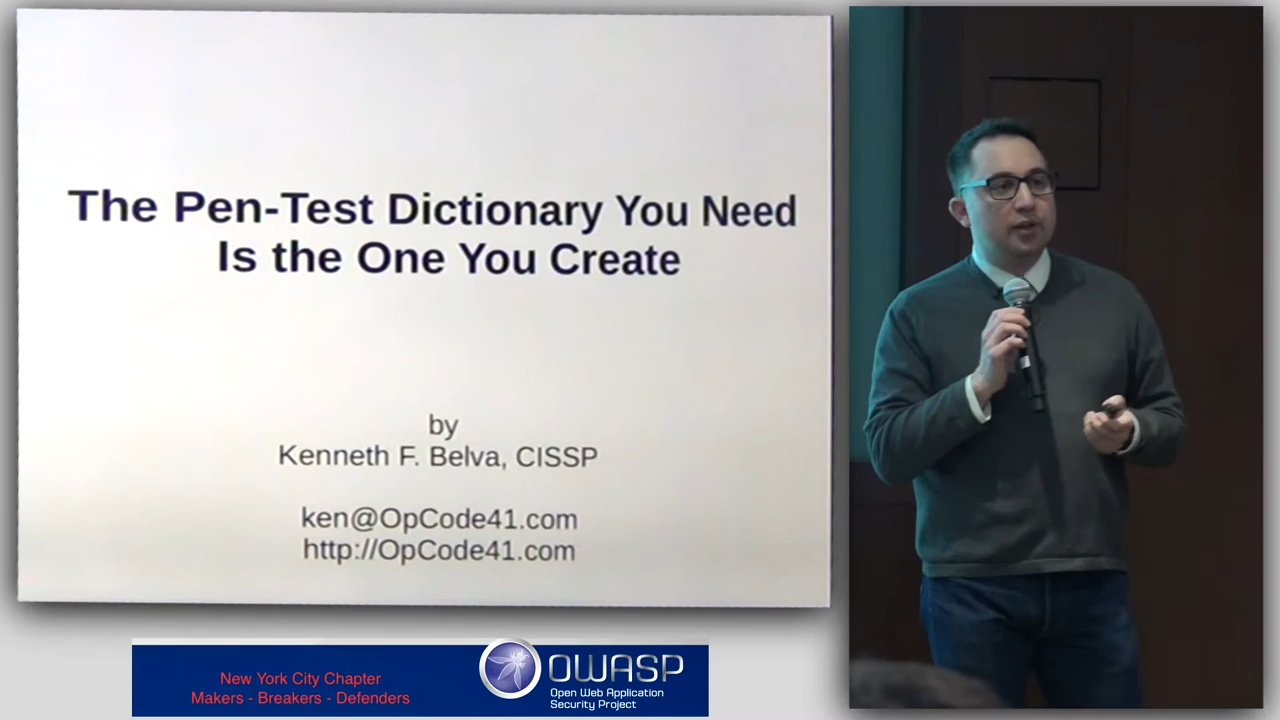 The Pen-Test Dictionary You Need
Is the One You Create
by
Kenneth F. Belva, CISSP
ken@OpCode41.com
http://OpCode41.com
New York City Chapter
Makers - Breakers - Defenders
OWASP
Open Web Application
Security Project